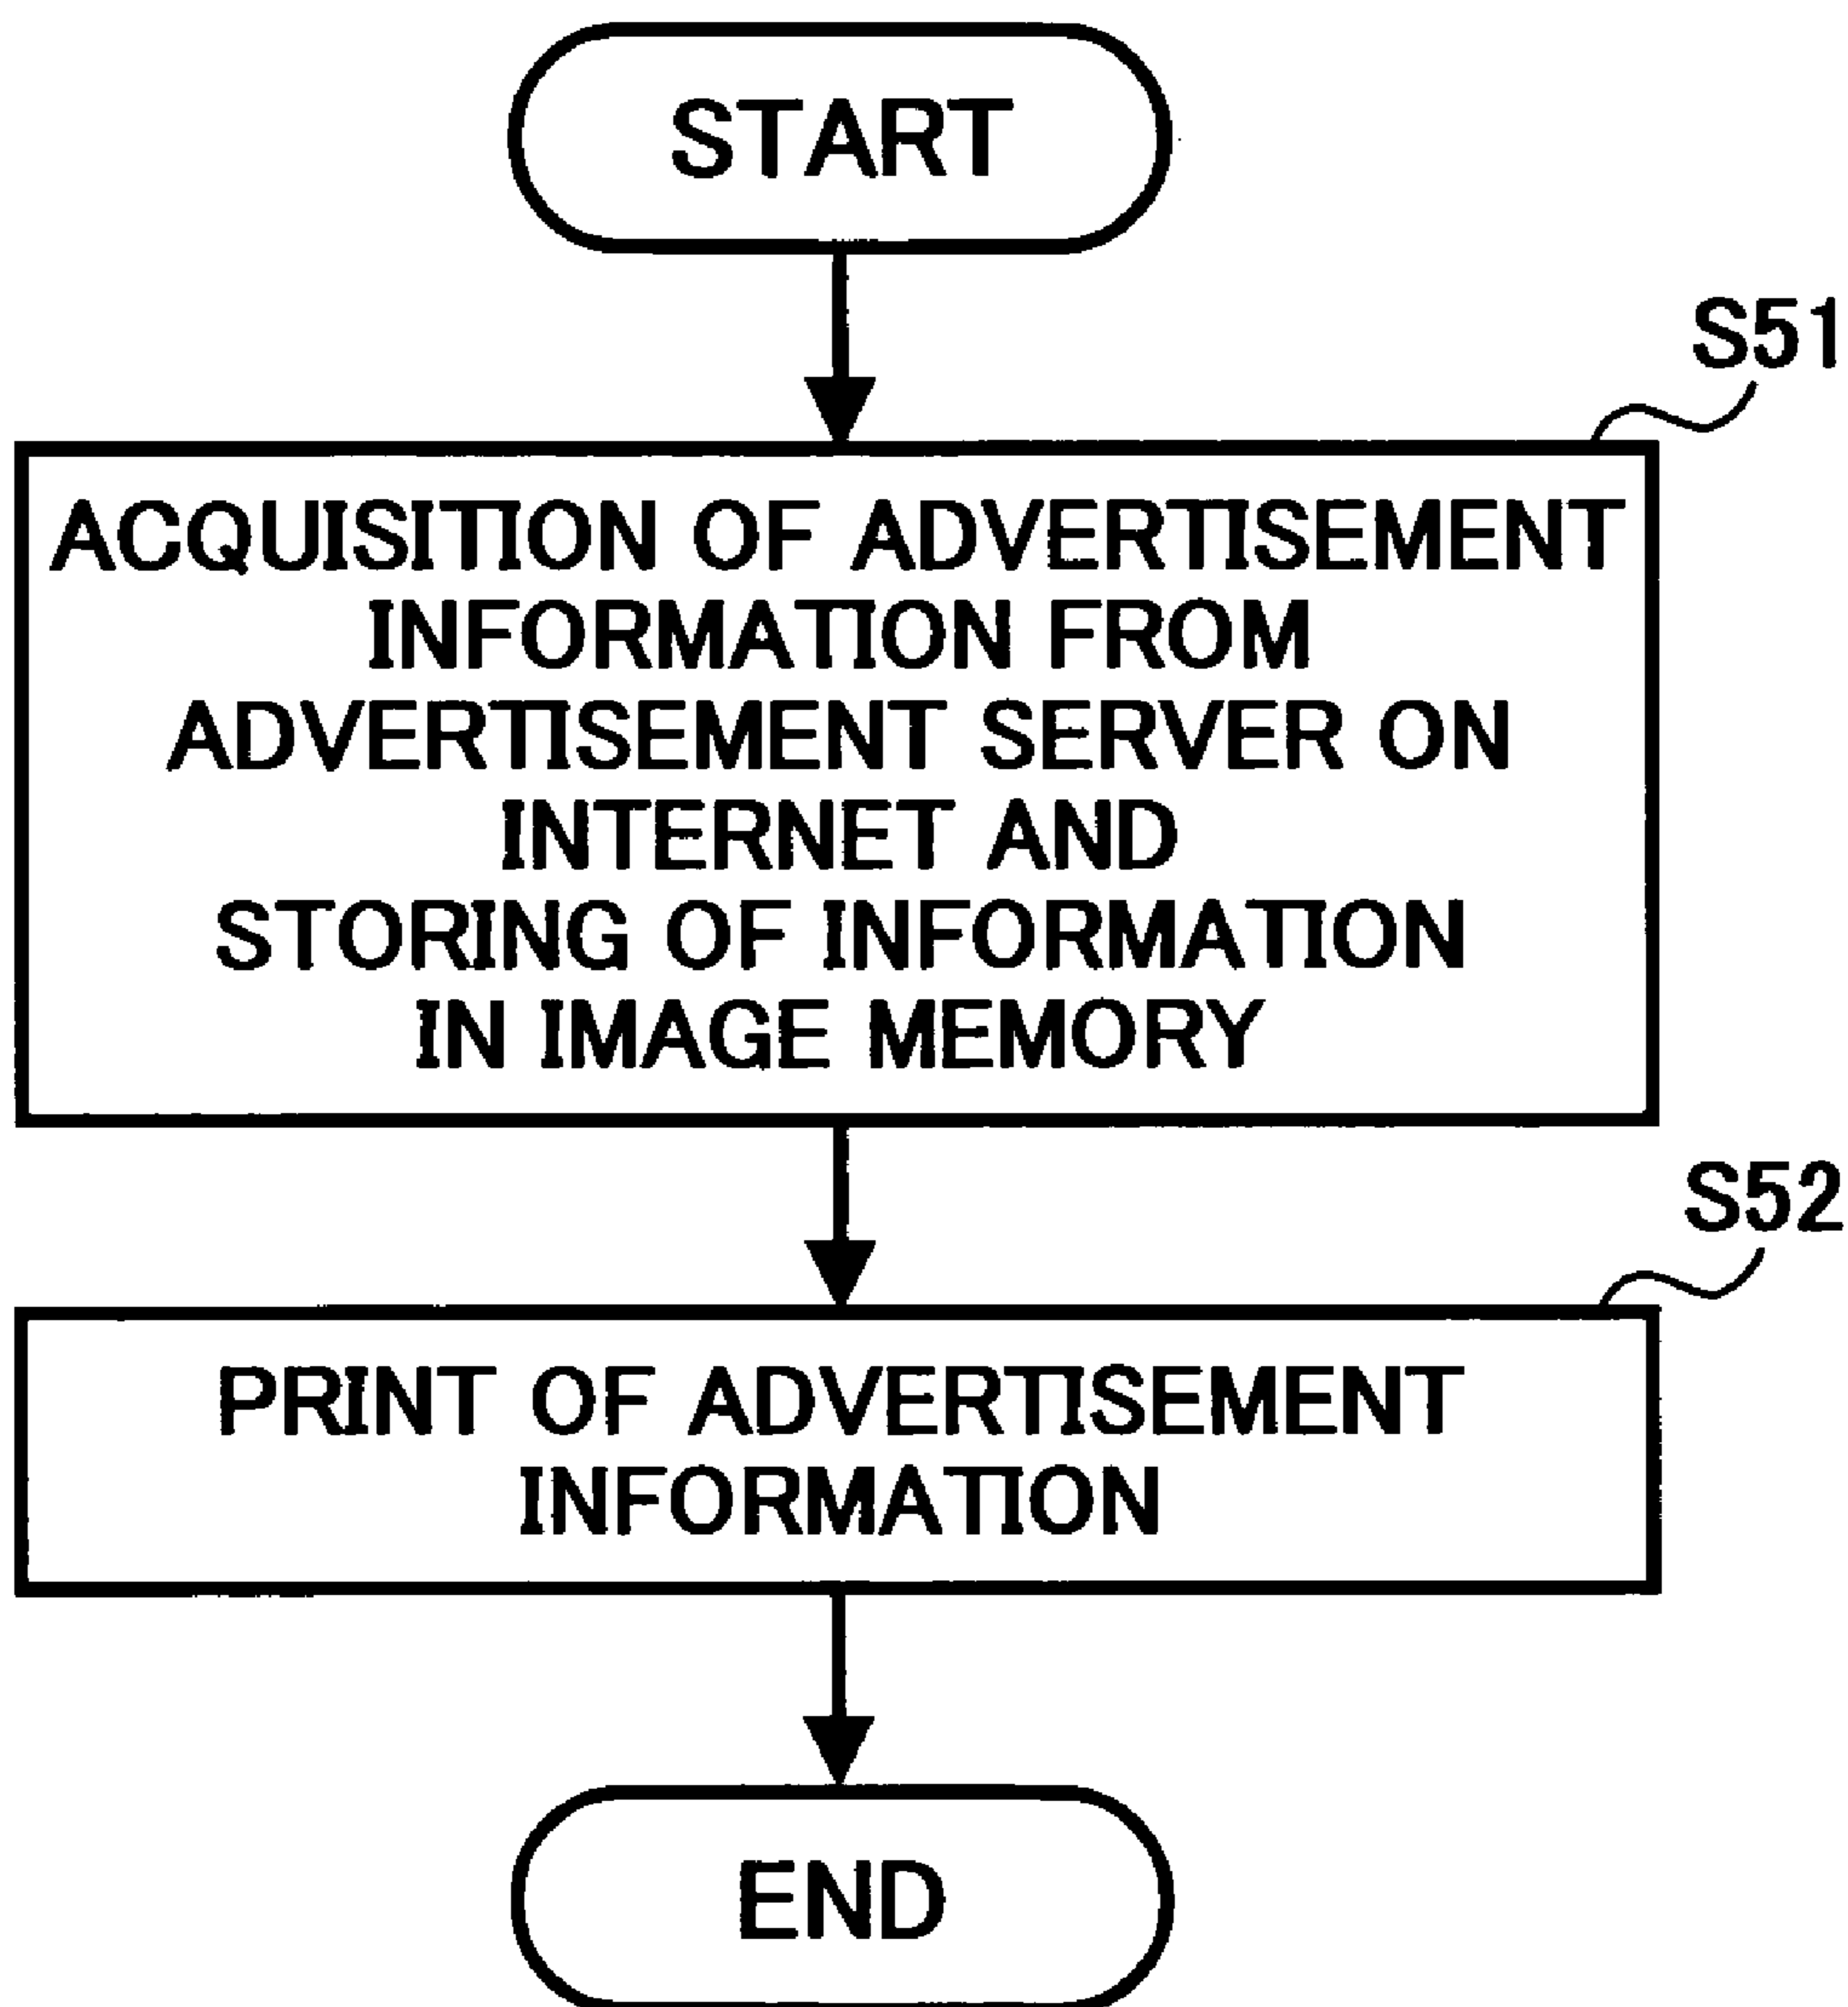 START
S51
ACQUISITION OF ADVERTISEMENT
INFORMATION FROM
ADVERTISEMENT SERVER ON
INTERNET AND
STORING OF INFORMATION
IN IMAGE MEMORY
S52
PRINT OF ADVERTISEMENT
INFORMATION
END